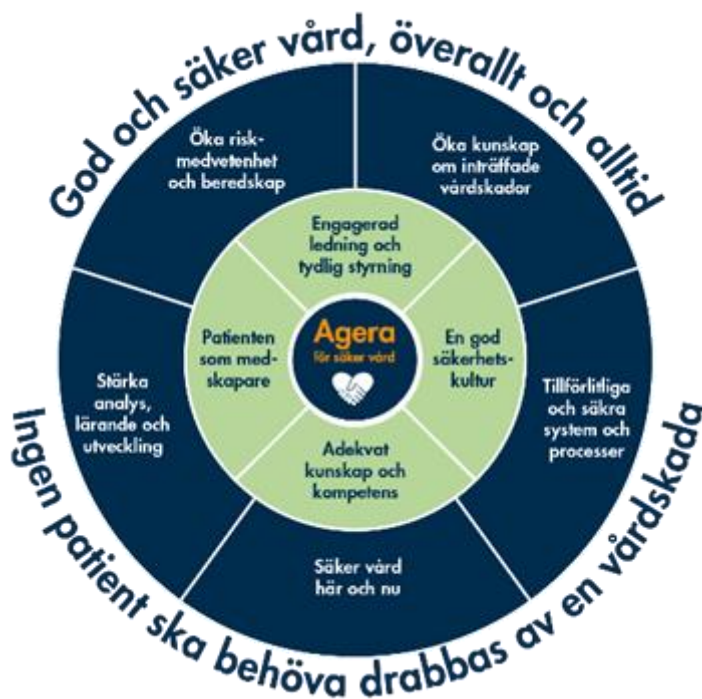 God och säker vård, överallt och alltid
Öka risk-
medvetenhet
och beredskap
Öka kunskap
om inträffade
vårdskador
Engagerad
ledning och
tydlig styrning
Patienten
som med-
skapare
Agera
för säker vård
En god
säkerhets-
kultur
Stärka
analys,
lärande och
utveckling
Tillförlitliga
och säkra
system och
processer
Adekvat
kunskap och
kompetens
Säker vård
här och nu
Ingen patient ska behöva drabbas av en vårdskada